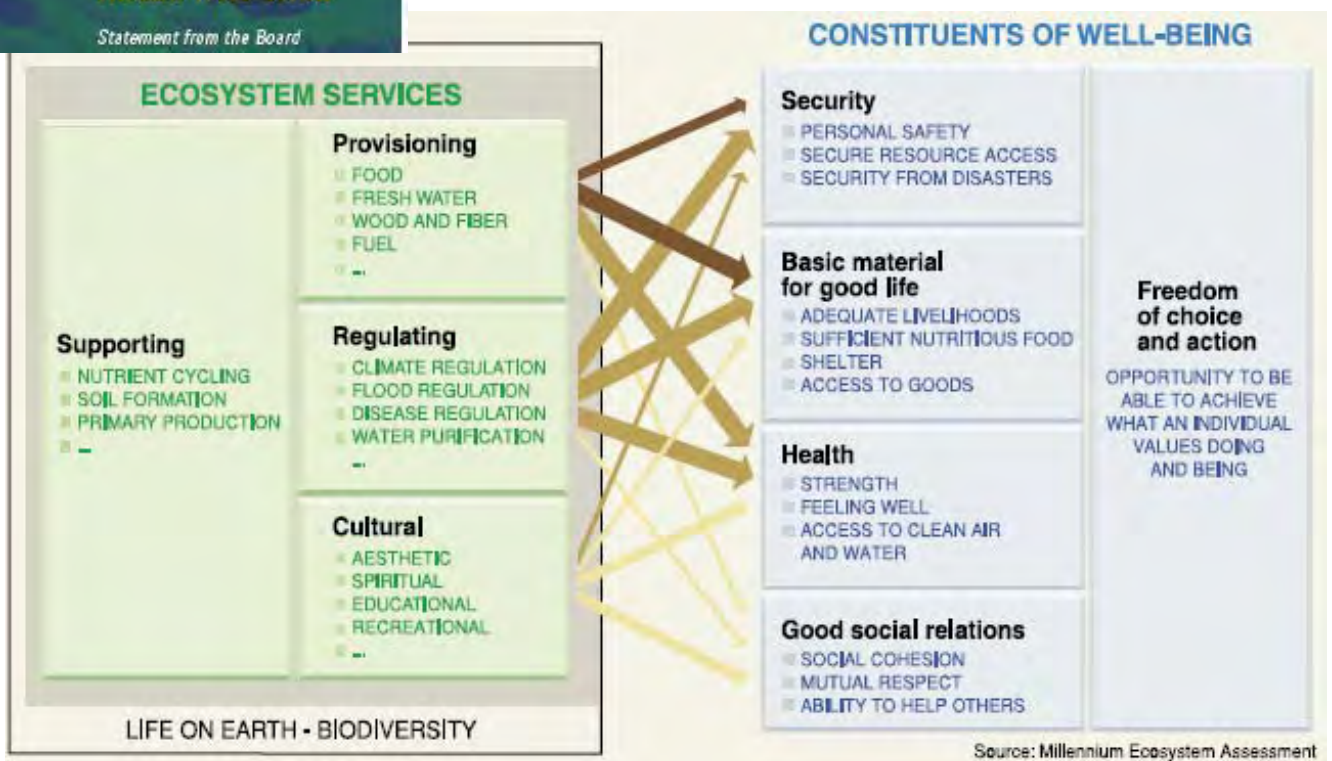 Statement from the Board
CONSTITUENTS OF WELL-BEING
ECOSYSTEM SERVICES
Supporting
NUTRIENT CYCLING
SOIL FORMATION
PRIMARY PRODUCTION
...
Provisioning
FOOD
FRESH WATER
WOOD AND FIBER
FUEL
...
Regulating
CLIMATE REGULATION
FLOOD REGULATION
DISEASE REGULATION
WATER PURIFICATION
...
Cultural
AESTHETIC
SPIRITUAL
EDUCATIONAL
RECREATIONAL
...
LIFE ON EARTH - BIODIVERSITY
Security
PERSONAL SAFETY
SECURE RESOURCE ACCESS
SECURITY FROM DISASTERS
Basic material
for good life
ADEQUATE LIVELIHOODS
SUFFICIENT NUTRITIOUS FOOD
SHELTER
ACCESS TO GOODS
Health
STRENGTH
FEELING WELL
ACCESS TO CLEAN AIR
AND WATER
Good social relations
SOCIAL COHESION
MUTUAL RESPECT
ABILITY TO HELP OTHERS
Freedom
of choice
and action
OPPORTUNITY TO BE
ABLE TO ACHIEVE
WHAT AN INDIVIDUAL
VALUES DOING
AND BEING
Source: Millennium Ecosystem Assessment